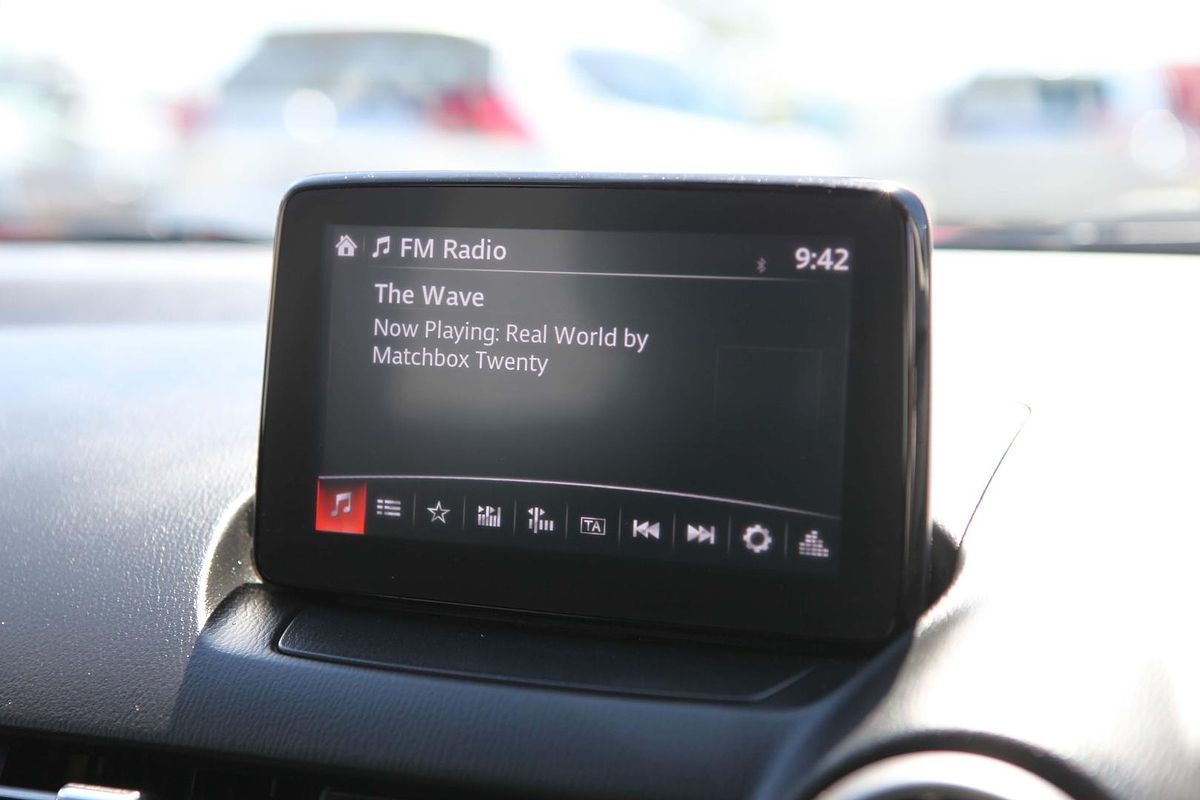 FM Radio
9:42
The Wave
Now Playing: Real World by
Matchbox Twenty
TA